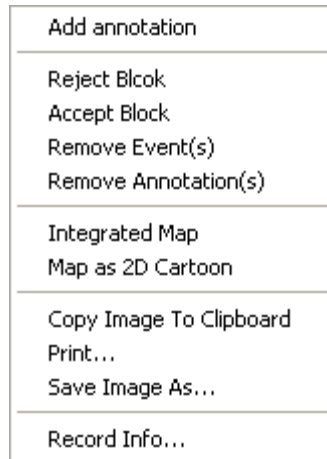 Add annotation
Reject Blcok
Accept Block
Remove Event(s)
Remove Annotation(s)
Integrated Map
Map as 2D Cartoon
Copy Image To Clipboard
Print...
Save Image As...
Record Info...